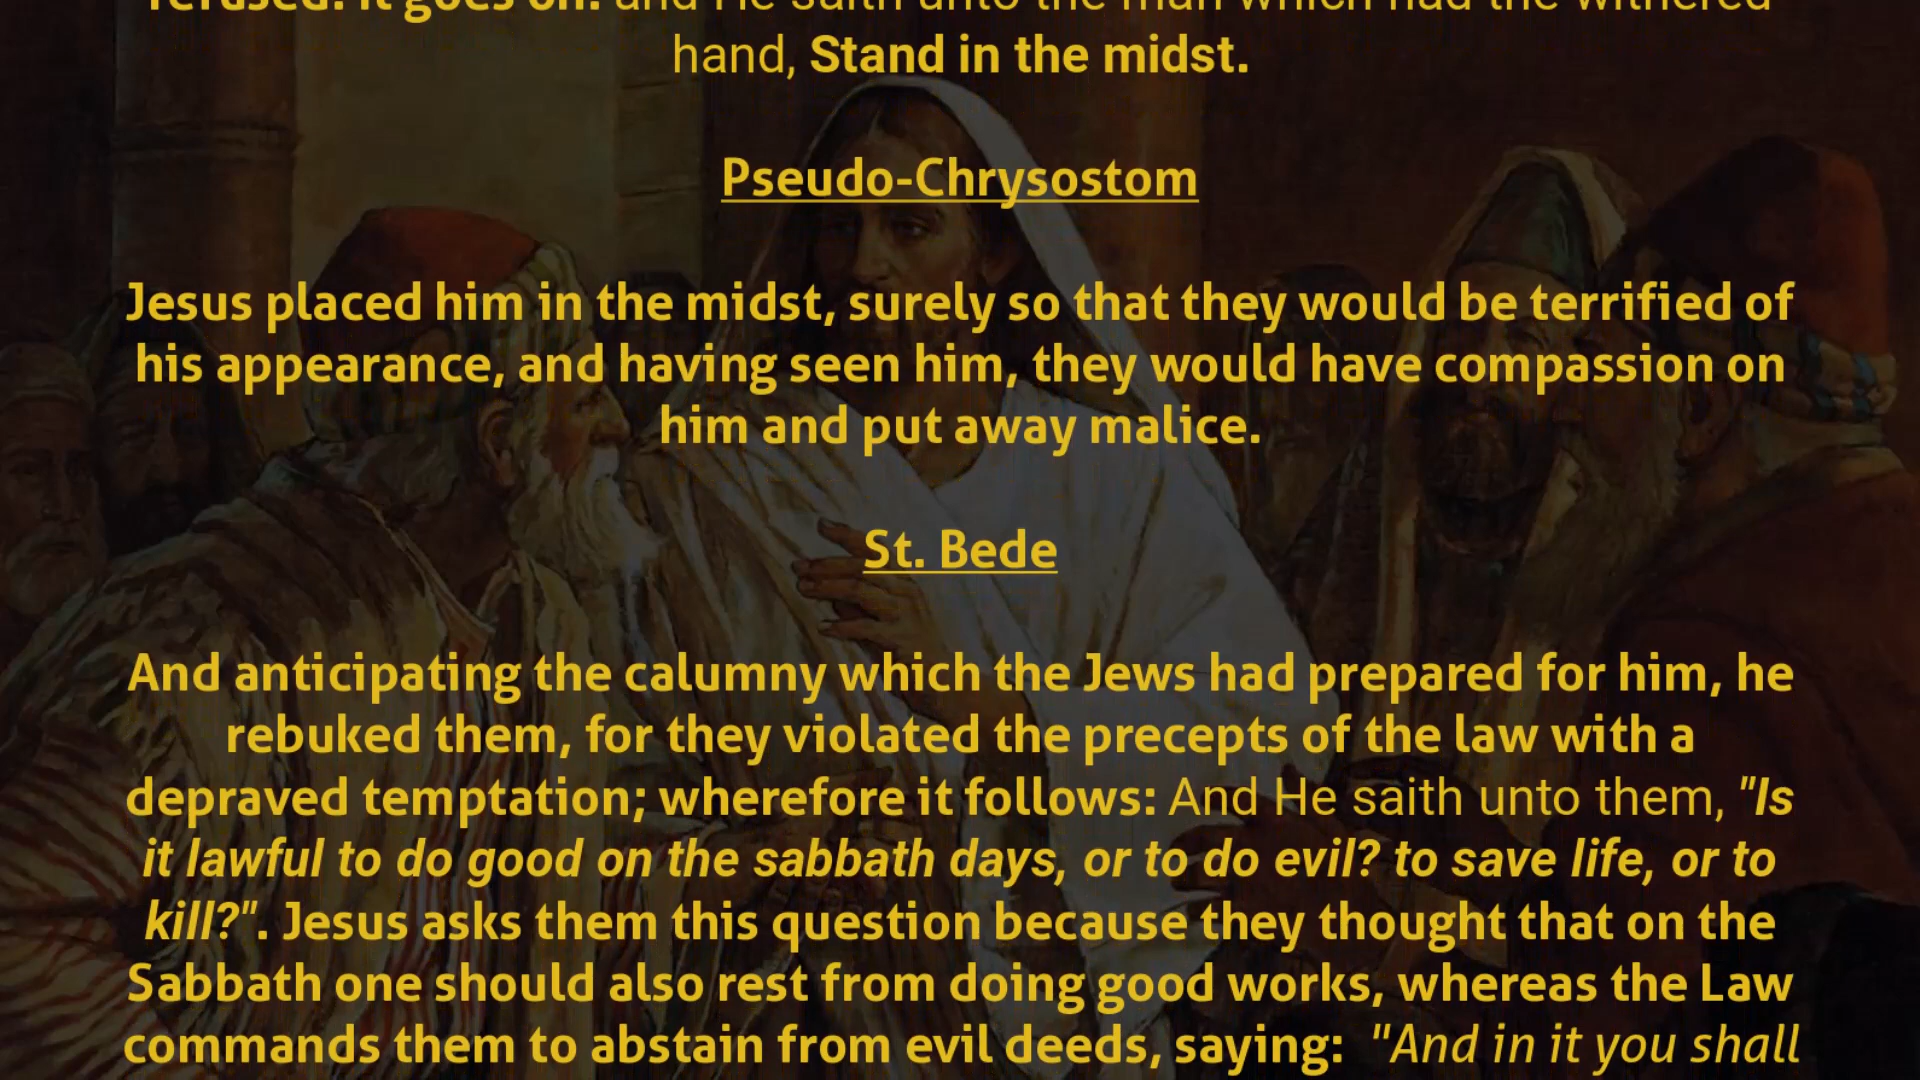 refused. It goes on: and He saith unto the man which had the withered
hand, Stand in the midst.
Pseudo-Chrysostom
Jesus placed him in the midst, surely so that they would be terrified of
his appearance, and having seen him, they would have compassion on
him and put away malice.
St. Bede
And anticipating the calumny which the Jews had prepared for him, he
rebuked them, for they violated the precepts of the law with a
depraved temptation; wherefore it follows: And He saith unto them, "Is
it lawful to do good on the sabbath days, or to do evil? to save life, or to
kill?". Jesus asks them this question because they thought that on the
Sabbath one should also rest from doing good works, whereas the Law
commands them to abstain from evil deeds, saying: "And in it you shall